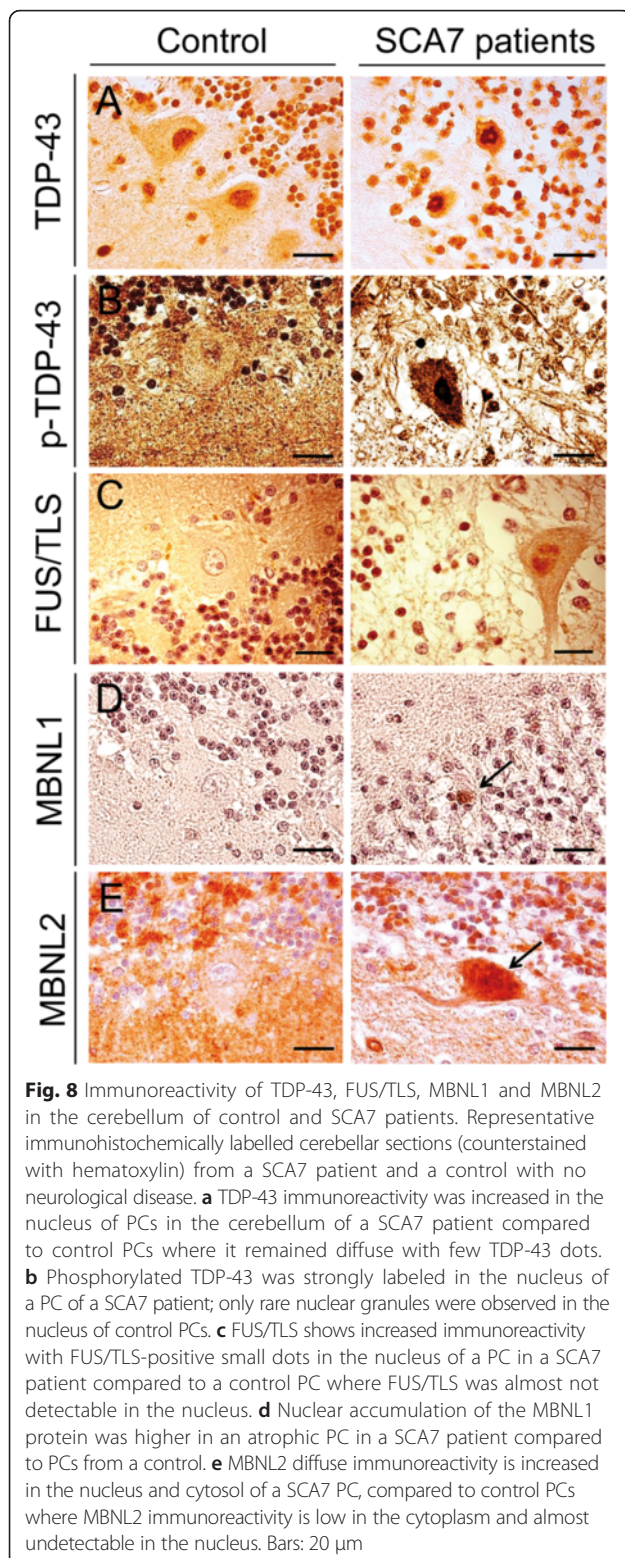 Control
SCA7 patients
A
TDP-43
B
p-TDP-43
C
FUS/TLS
D
MBNL1
E
MBNL2
Fig. 8 Immunoreactivity of TDP-43, FUS/TLS, MBNL1 and MBNL2
in the cerebellum of control and SCA7 patients. Representative
immunohistochemically labelled cerebellar sections (counterstained
with hematoxylin) from a SCA7 patient and a control with no
neurological disease. a TDP-43 immunoreactivity was increased in the
nucleus of PCs in the cerebellum of a SCA7 patient compared
to control PCs where it remained diffuse with few TDP-43 dots.
b Phosphorylated TDP-43 was strongly labeled in the nucleus of
a PC of a SCA7 patient; only rare nuclear granules were observed in the
nucleus of control PCs. c FUS/TLS shows increased immunoreactivity
with FUS/TLS-positive small dots in the nucleus of a PC in a SCA7
patient compared to a control PC where FUS/TLS was almost not
detectable in the nucleus. d Nuclear accumulation of the MBNL1
protein was higher in an atrophic PC in a SCA7 patient compared
to PCs from a control. e MBNL2 diffuse immunoreactivity is increased
in the nucleus and cytosol of a SCA7 PC, compared to control PCs
where MBNL2 immunoreactivity is low in the cytoplasm and almost
undetectable in the nucleus. Bars: 20 μm